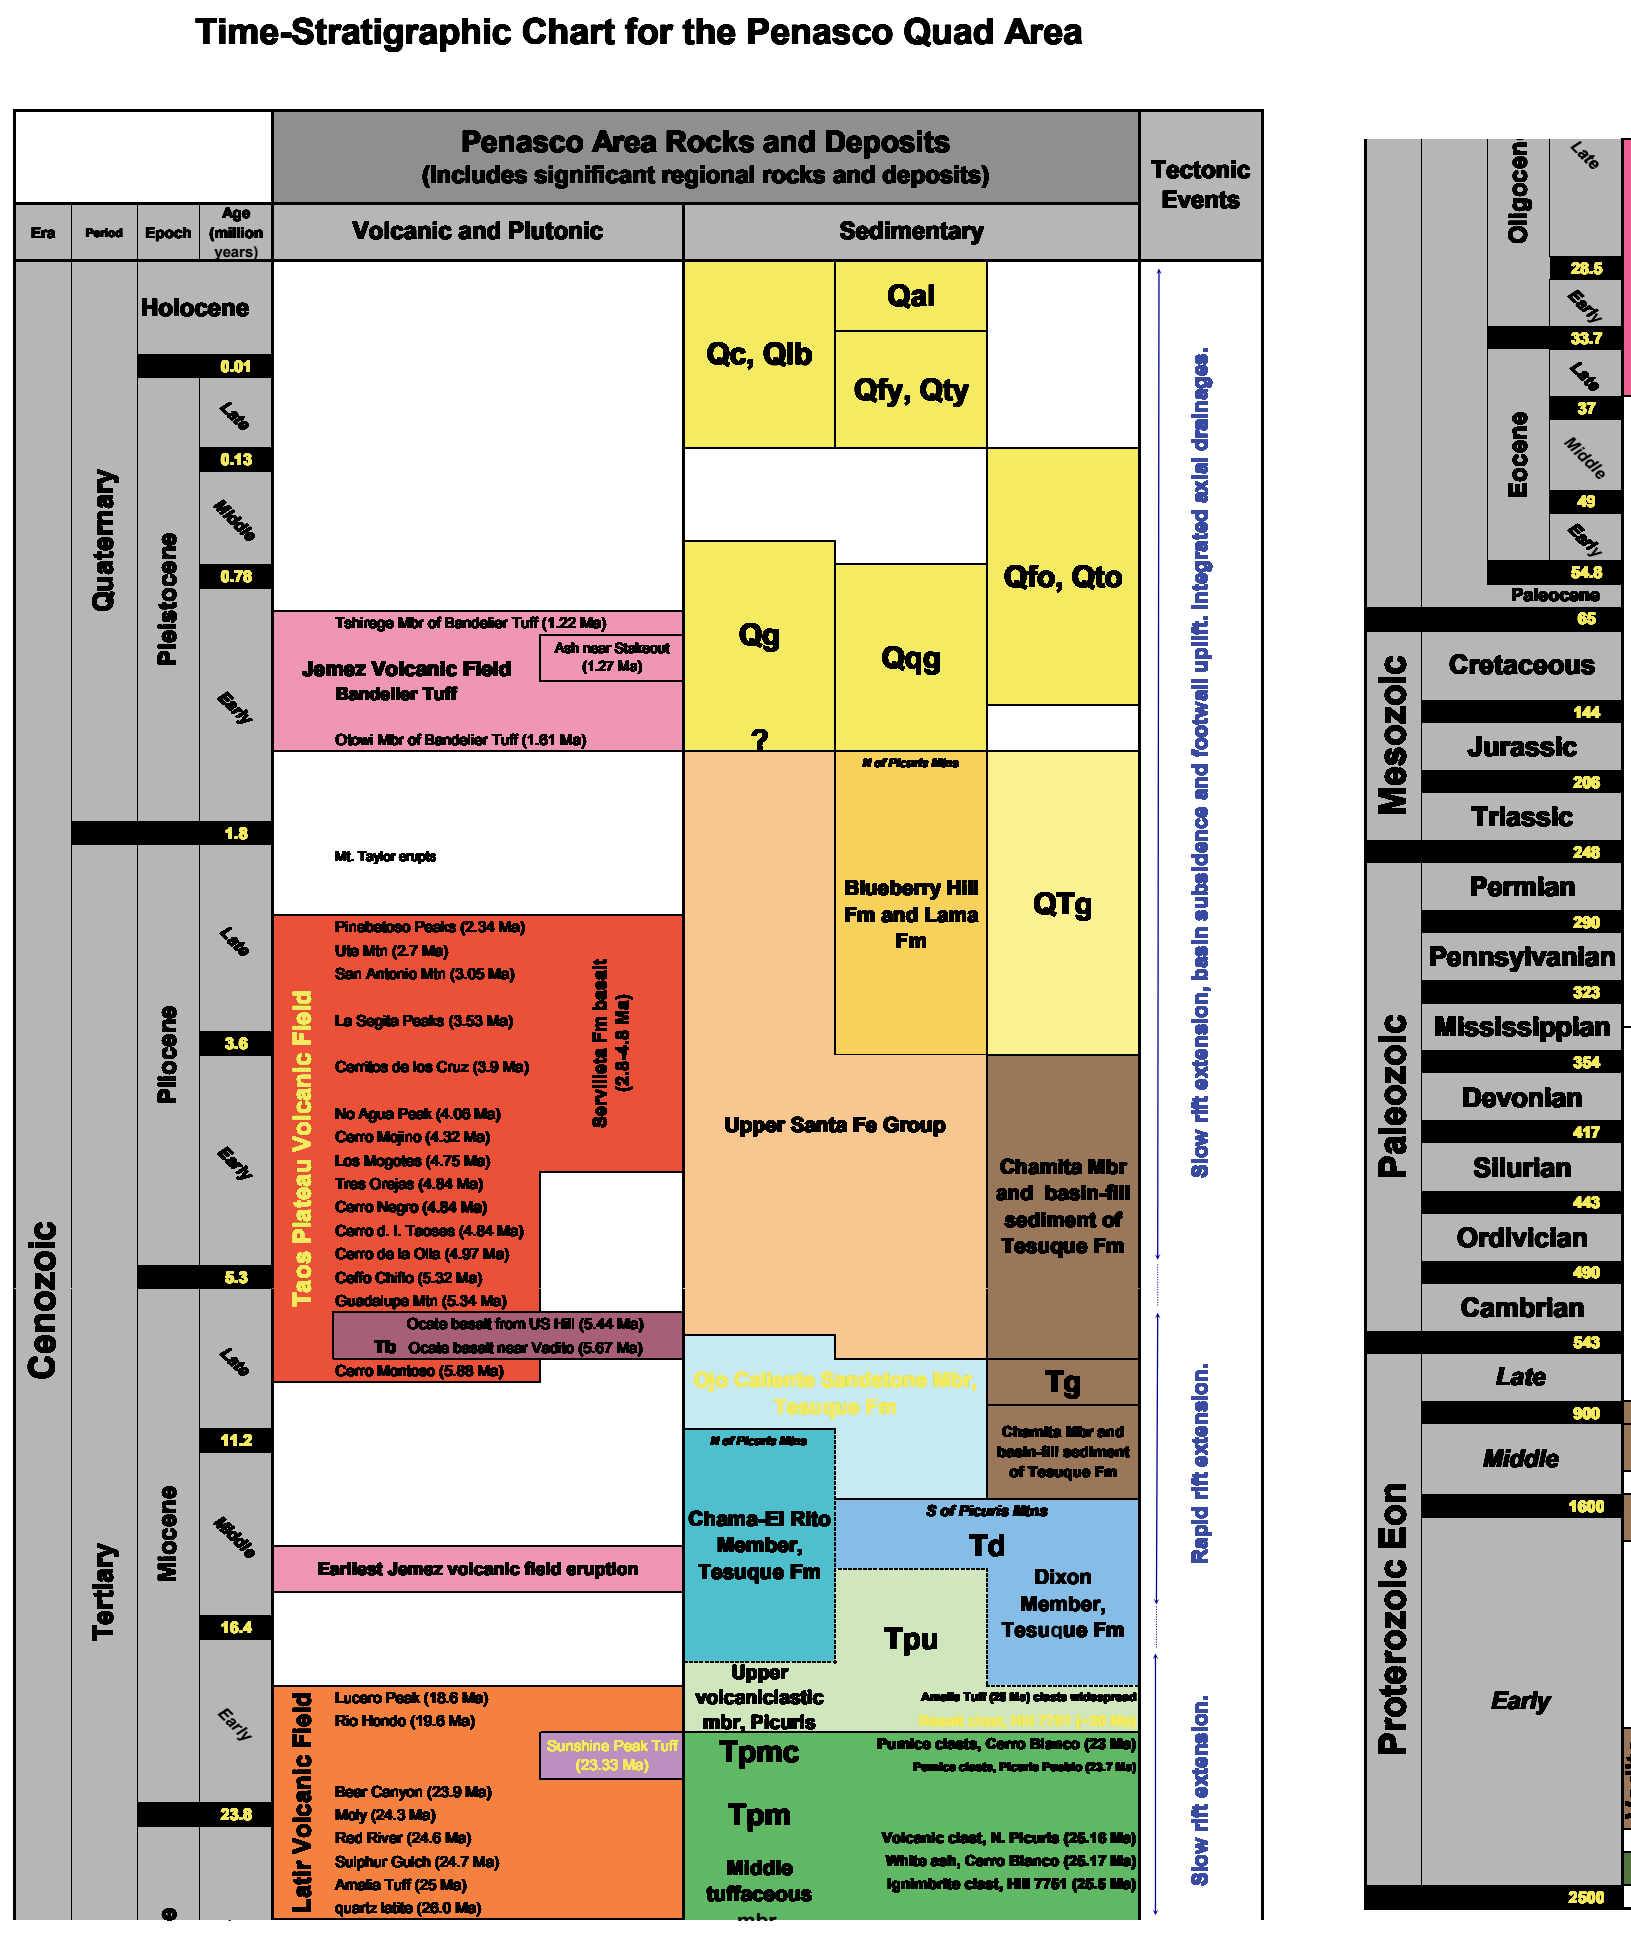 Time-Stratigraphic Chart for the Penasco Quad Area
Penasco Area Rocks and Deposits
(Includes significant regional rocks and deposits)
Tectonic
Events
Era
Period
Epoch
Age
(million
years)
Volcanic and Plutonic
Sedimentary
Cenozoic
Quaternary
Tertiary
Holocene
0.01
Pleistocene
Late
0.13
Middle
0.78
Early
1.8
Pliocene
Late
3.6
Early
5.3
Miocene
Late
11.2
Middle
16.4
Early
23.8
e
Tshirege Mbr of Bandelier Tuff (1.22 Ma)
Ash near Stakeout
(1.27 Ma)
Jemez Volcanic Field
Bandelier Tuff
Otowi Mbr of Bandelier Tuff (1.61 Ma)
Mt. Taylor erupts
Taos Plateau Volcanic Field
Pinabetoso Peaks (2.34 Ma)
Ute Mtn (2.7 Ma)
San Antonio Mtn (3.05 Ma)
La Segita Peaks (3.53 Ma)
Cerritos de los Cruz (3.9 Ma)
No Agua Peak (4.06 Ma)
Cerro Mojino (4.32 Ma)
Los Mogotes (4.75 Ma)
Tres Orejas (4.84 Ma)
Cerro Negro (4.84 Ma)
Cerro d. l. Taoses (4.84 Ma)
Cerro de la Olla (4.97 Ma)
Ceffo Chiflo (5.32 Ma)
Guadalupe Mtn (5.34 Ma)
Servilleta Fm basalt
(2.8-4.8 Ma)
Ocate basalt from US Hill (5.44 Ma)
Tb Ocate basalt near Vadito (5.67 Ma)
Cerro Montoso (5.88 Ma)
Earliest Jemez volcanic field eruption
Latir Volcanic Field
Lucero Peak (18.6 Ma)
Rio Hondo (19.6 Ma)
Sunshine Peak Tuff
(23.33 Ma)
Bear Canyon (23.9 Ma)
Moly (24.3 Ma)
Red River (24.6 Ma)
Sulphur Gulch (24.7 Ma)
Amalia Tuff (25 Ma)
quartz latite (26.0 Ma)
Qc, Qlb
Qal
Qfy, Qty
Qfo, Qto
Qg
?
Qqg
N of Picuris Mtns
Blueberry Hill
Fm and Lama
Fm
QTg
Upper Santa Fe Group
Chamita Mbr
and basin-fill
sediment of
Tesuque Fm
Ojo Caliente Sandstone Mbr,
Tesuque Fm
Tg
Chamita Mbr and
basin-fill sediment
of Tesuque Fm
N of Picuris Mtns
Chama-El Rito
Member,
Tesuque Fm
S of Picuris Mtns
Td
Dixon
Member,
Tesuque Fm
Tpu
Upper
volcaniclastic
mbr, Picuris
Amalia Tuff (25 Ma) clasts widespread
Tpmc
Pumice clasts, Cerro Blanco (23 Ma)
Pumice clasts, Picuris Pueblo (23.7 Ma)
Tpm
Volcanic clast, N. Picuris (25.16 Ma)
White ash, Cerro Blanco (25.17 Ma)
Ignimbrite clast, Hill 7751 (25.5 Ma)
Middle
tuffaceous
mbr
Slow rift extension, basin subsidence and footwall uplift. Integrated axial drainages.
Rapid rift extension.
Slow rift extension.
Oligocen
Late
28.5
Early
33.7
Eocene
Late
37
Middle
49
Early
54.8
Paleocene
65
Mesozoic
Cretaceous
144
Jurassic
206
Triassic
248
Paleozoic
Permian
290
Pennsylvanian
323
Mississippian
354
Devonian
417
Silurian
443
Ordivician
490
Cambrian
543
Proterozoic Eon
Late
900
Middle
1600
Early
2500